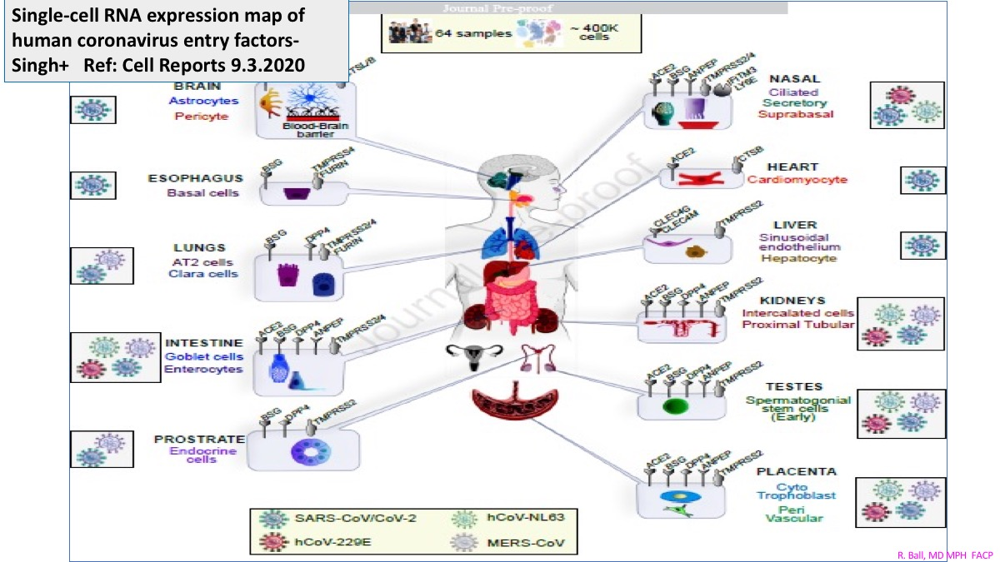 Single-cell RNA expression map of
human coronavirus entry factors-
Singh+ Ref: Cell Reports 9.3.2020
Journal Pre-proof
64 samples
~ 400K
cells
BRAIN
Astrocytes
Pericyte
TSL/B
Blood-Brain
barrier
ESOPHAGUS
Basal cells
BSG
TMPRSS4
FURIN
LUNGS
AT2 cells
Clara cells
BSG
DPP4
TMPRSS2/4
FURIN
INTESTINE
Goblet cells
Enterocytes
ACE2
BSG
DPP4
ANPEP
TMPRSS2/4
PROSTRATE
Endocrine
cells
BSG
DPP4
TMPRSS2
ACE2
BSG
ANPEP
TMPRSS2/4
IFITM3
LY6E
NASAL
Ciliated
Secretory
Suprabasal
ACE2
CTSB
HEART
Cardiomyocyte
CLEC4G
CLEC4M
TMPRSS2
LIVER
Sinusoidal
endothelium
Hepatocyte
ACE2
BSG
DPP4
ANPEP
TMPRSS2
KIDNEYS
Intercalated cells
Proximal Tubular
ACE2
BSG
DPP4
ANPEP
TMPRSS2
TESTES
Spermatogonial
stem cells
(Early)
ACE2
BSG
DPP4
ANPEP
TMPRSS2
PLACENTA
Cyto
Trophoblast
Peri
Vascular
Journal Pre-proof
SARS-CoV/CoV-2
hCoV-NL63
hCoV-229E
MERS-CoV
R. Ball, MD MPH FACP